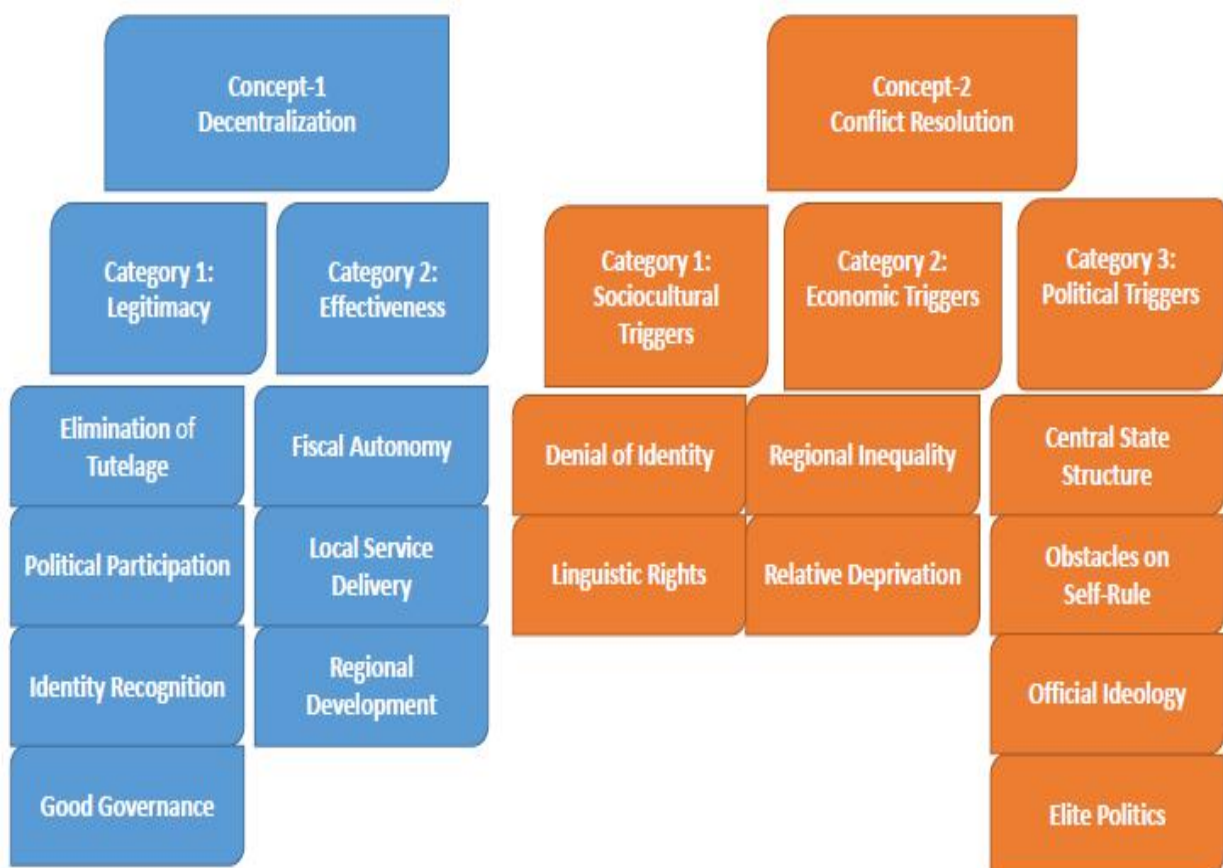 Concept-1
Decentralization
Concept-2
Conflict Resolution
Category 1:
Legitimacy
Category 2:
Effectiveness
Category 1:
Sociocultural
Triggers
Category 2:
Economic Triggers
Category 3:
Political Triggers
Elimination of
Tutelage
Political Participation
Identity Recognition
Good Governance
Fiscal Autonomy
Local Service
Delivery
Regional
Development
Denial of Identity
Linguistic Rights
Regional Inequality
Relative Deprivation
Central State
Structure
Obstacles on
Self-Rule
Official Ideology
Elite Politics